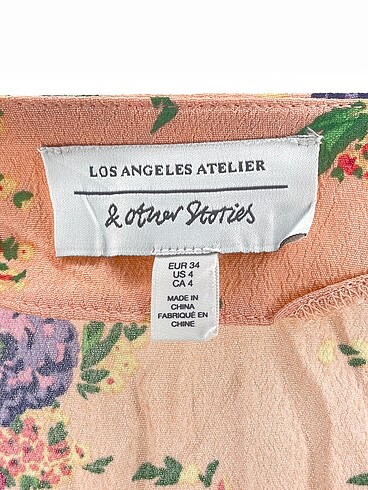 LOS ANGELES ATELIER
& other Stories
EUR 34
US 4
CA 4
MADE IN
CHINA
FABRIQUÉ EN
CHINE